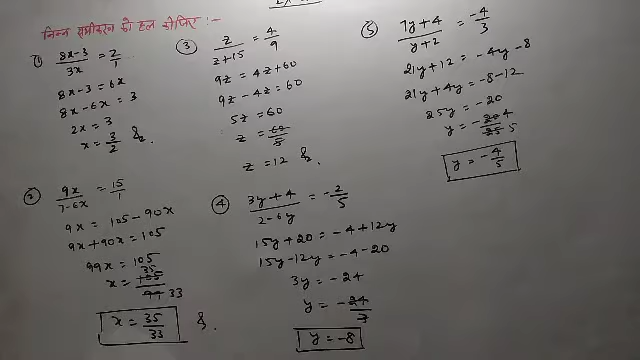 निम्न समीकरण को हल कीजिए :-
① (8x-3)/3x = 2/1
8x-3 = 6x
8x-6x = 3
2x = 3
x = 3/2
② 9x/(7-6x) = 15/1
9x = 105-90x
9x+90x = 105
99x = 105
x = 105/99 35 33
x = 35/33
③ z/(z+15) = 4/9
9z = 4z+60
9z-4z = 60
5z = 60
z = 60/5
z = 12
④ (3y+4)/(2-6y) = -2/5
15y+20 = -4+12y
15y-12y = -4-20
3y = -24
y = -24/3
y = -8
⑤ (7y+4)/(y+2) = -4/3
21y+12 = -4y-8
21y+4y = -8-12
25y = -20
y = -20/25 4 5
y = -4/5